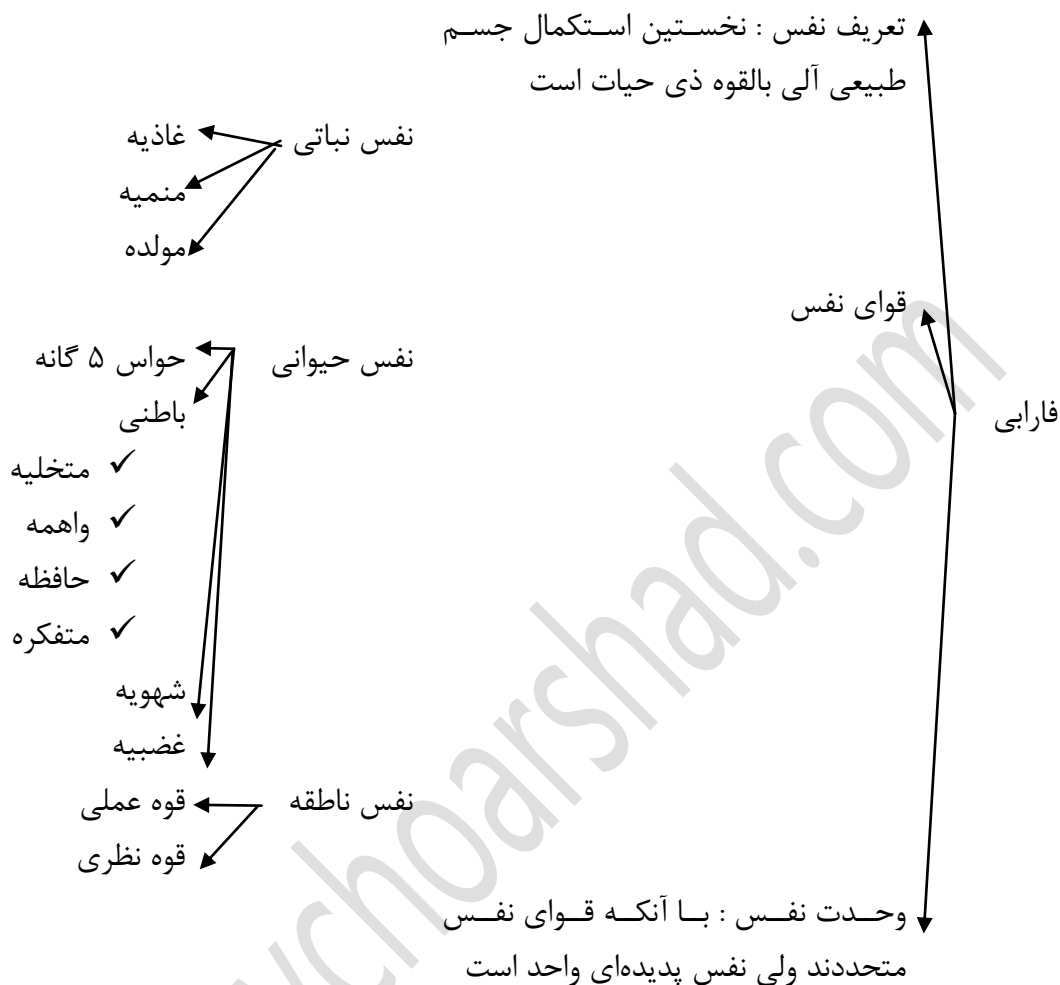 تعریف نفس : نخستین استکمال جسم
طبیعی آلی بالقوه ذی حیات است
نفس نباتی غاذیه
منمیه
مولده
قوای نفس
نفس حیوانی حواس ۵ گانه
فارابی باطنی
✓ متخلیه
✓ واهمه
✓ حافظه
✓ متفکره
شهویه
غضبیه
نفس ناطقه قوه عملی
قوه نظری
وحدت نفس : با آنکه قوای نفس
متحددند ولی نفس پدیده‌ای واحد است
ychoarshad.com